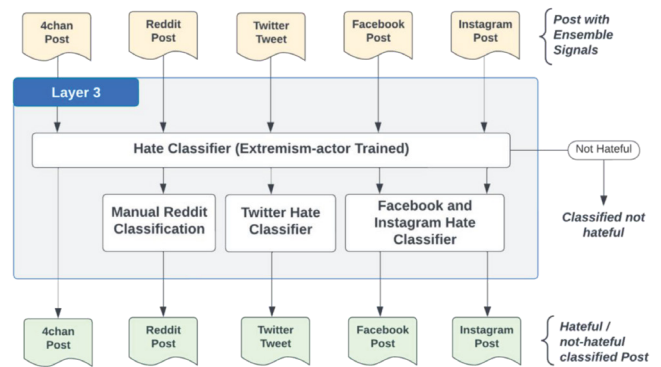 4chan
Post
Reddit
Post
Twitter
Tweet
Facebook
Post
Instagram
Post
Post with
Ensemble
Signals
Layer 3
Hate Classifier (Extremism-actor Trained)
Not Hateful
Manual Reddit
Classification
Twitter Hate
Classifier
Facebook and
Instagram Hate
Classifier
Classified not
hateful
4chan
Post
Reddit
Post
Twitter
Tweet
Facebook
Post
Instagram
Post
Hateful /
not-hateful
classified Post